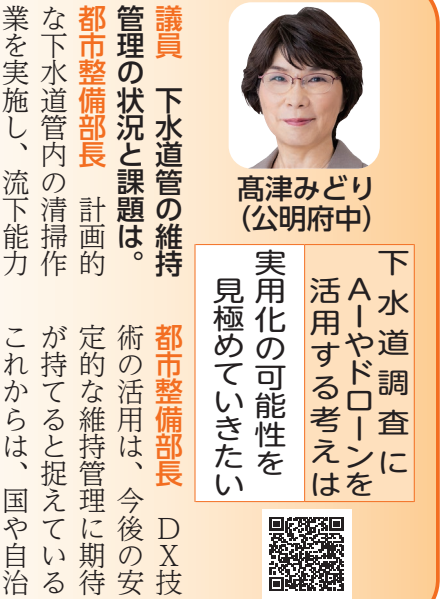 髙津みどり
（公明府中）
下水道調査に
AIやドローンを
活用する考えは
実用化の可能性を
見極めていきたい
議員　下水道管の維持
管理の状況と課題は。
都市整備部長　計画的
な下水道管内の清掃作
業を実施し、流下能力
都市整備部長　DX技
術の活用は、今後の安
定的な維持管理に期待
が持てると捉えている
これからは、国や自治